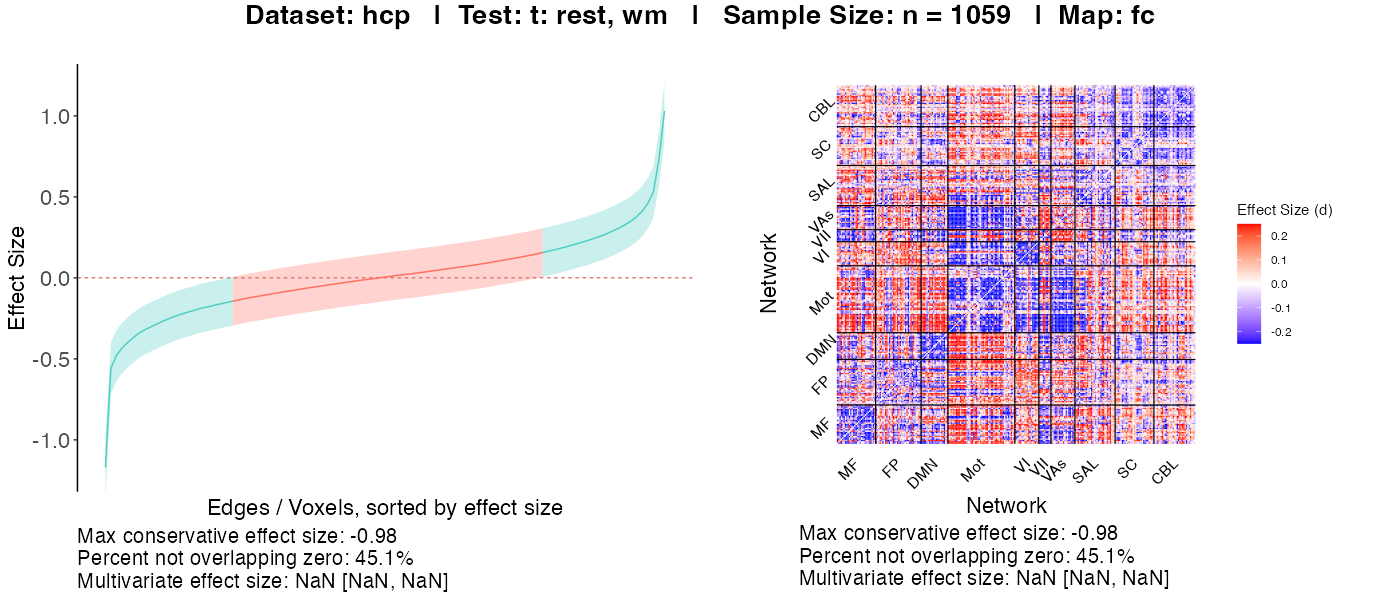 Dataset: hcp | Test: t: rest, wm | Sample Size: n = 1059 | Map: fc
Effect Size
1.0
0.5
0.0
-0.5
-1.0
Edges / Voxels, sorted by effect size
Max conservative effect size: -0.98
Percent not overlapping zero: 45.1%
Multivariate effect size: NaN [NaN, NaN]
Network
CBL
SC
SAL
VAs
VII
VI
Mot
DMN
FP
MF
MF FP DMN Mot VI VII VAs SAL SC CBL
Network
Max conservative effect size: -0.98
Percent not overlapping zero: 45.1%
Multivariate effect size: NaN [NaN, NaN]
Effect Size (d)
0.2
0.1
0.0
-0.1
-0.2